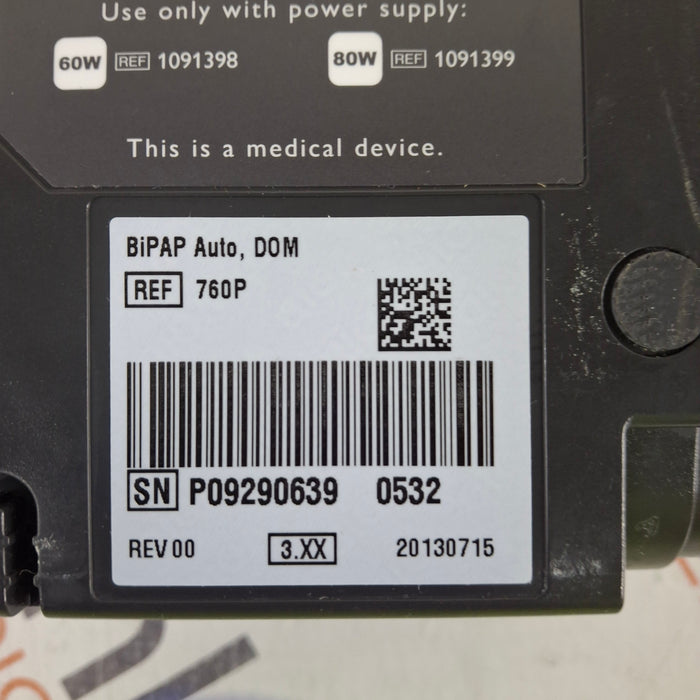 Use only with power supply:
60W REF 1091398 80W REF 1091399
This is a medical device.
BiPAP Auto, DOM
REF 760P
SN P09290639 0532
REV 00 3.XX 20130715